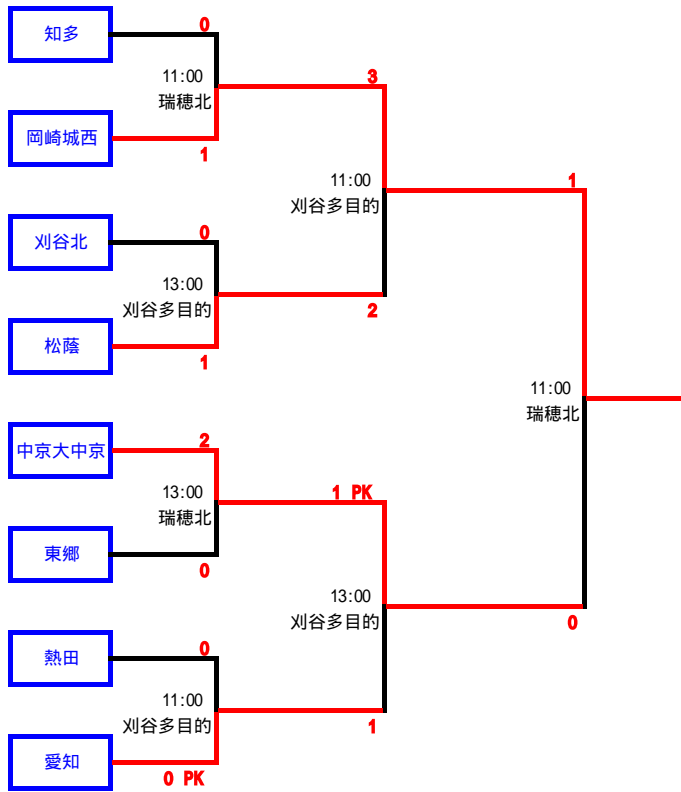 知多
0
11:00
瑞穂北
3
岡崎城西
1
11:00
刈谷多目的
1
刈谷北
0
13:00
刈谷多目的
2
松蔭
1
11:00
瑞穂北
中京大中京
2
13:00
瑞穂北
1 PK
東郷
0
13:00
刈谷多目的
0
熱田
0
11:00
刈谷多目的
1
愛知
0 PK